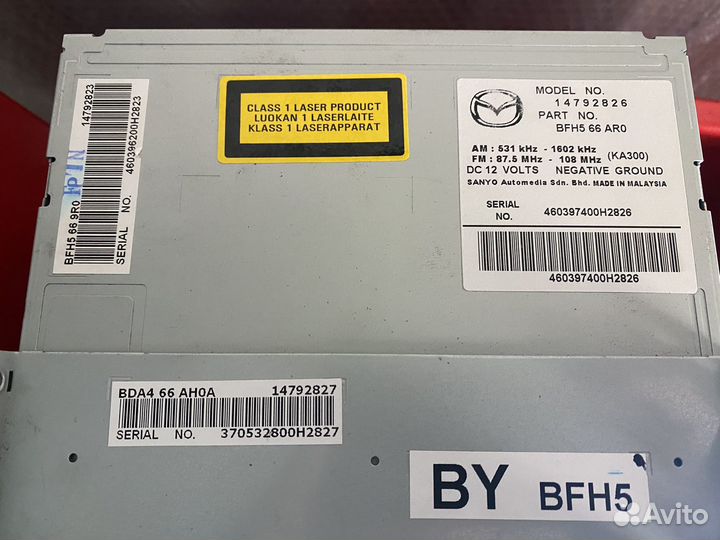 14792823
BFH5 66 9R0
SERIAL NO. 460396200H2823
CLASS 1 LASER PRODUCT
LUOKAN 1 LASERLAITE
KLASS 1 LASERAPPARAT
MODEL NO.
14792826
PART NO.
BFH5 66 AR0
AM : 531 kHz - 1602 kHz
FM : 87.5 MHz - 108 MHz (KA300)
DC 12 VOLTS NEGATIVE GROUND
SANYO Automedia Sdn. Bhd. MADE IN MALAYSIA
SERIAL NO. 460397400H2826
460397400H2826
BDA4 66 AH0A 14792827
SERIAL NO. 370532800H2827
BY BFH5
Avito